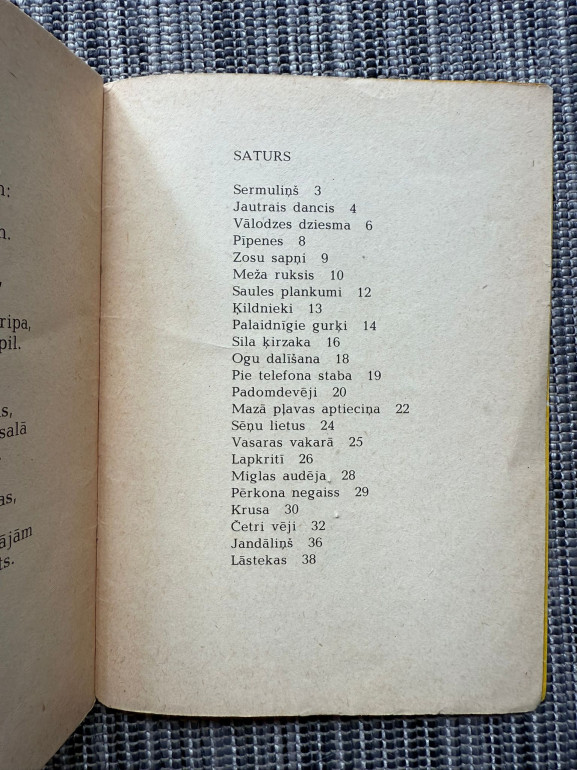 ripa,
pil.
salā
SATURS
Sermuliņš 3
Jautrais dancis 4
Vālodzes dziesma 6
Pīpenes 8
Zosu sapņi 9
Meža ruksis 10
Saules plankumi 12
Ķildnieki 13
Palaidnīgie gurķi 14
Sila ķirzaka 16
Ogu dalīšana 18
Pie telefona staba 19
Padomdevēji 20
Mazā pļavas aptieciņa 22
Sēņu lietus 24
Vasaras vakarā 25
Lapkritī 26
Miglas audēja 28
Pērkona negaiss 29
Krusa 30
Četri vēji 32
Jandāliņš 36
Lāstekas 38